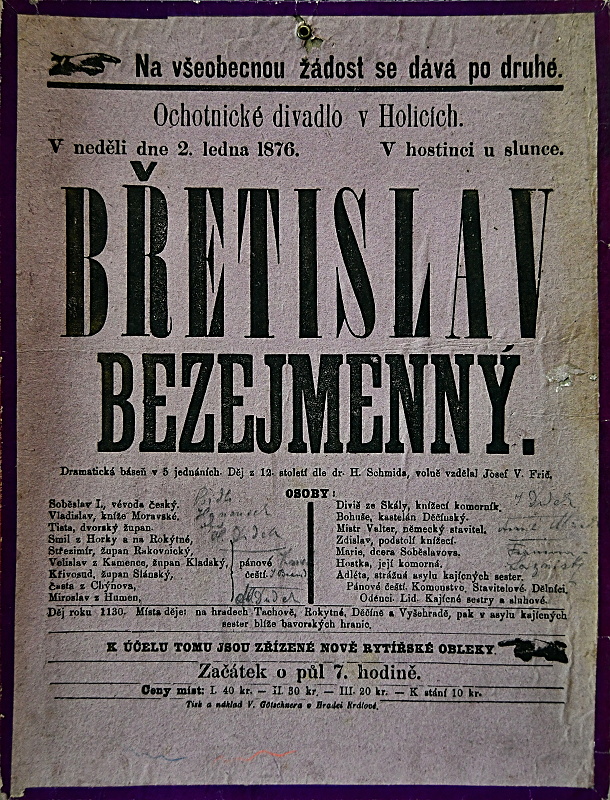 Na všeobecnou žádost se dává po druhé.
Ochotnické divadlo v Holicích.
V neděli dne 2. ledna 1876. V hostinci u slunce.
BŘETISLAV
BEZEJMENNÝ.
Dramatická báseň v 5 jednáních. Děj z 12. století dle dr. H. Schmida, volně vzdělal Josef V. Frič.
OSOBY:
Soběslav I., vévoda český.
Vladislav, kníže Moravské.
Tista, dvorský župan.
Smil z Horky a na Rokytné,
Střezimír, župan Rakovnický,
Velislav z Kamence, župan Kladský,
Křivosud, župan Slánský,
Časta z Chýnova,
Miroslav z Humen,
pánové
čeští.
Diviš ze Skály, knížecí komorník.
Bohuše, kastelán Děčínský.
Mistr Valter, německý stavitel.
Zdislav, podstolí knížecí.
Marie, dcera Soběslavova.
Hostka, její komorná.
Adléta, strážná asylu kajících sester.
Pánové čeští. Komonstvo. Stavitelové. Dělníci.
Oděnci. Lid. Kajícné sestry a sluhové.
Děj roku 1130. Místa děje: na hradech Tachově, Rokytné, Děčíně a Vyšehradě, pak v asylu kajících
sester blíže bavorských hranic.
K ÚČELU TOMU JSOU ZŘÍZENÉ NOVÉ RYTÍŘSKÉ OBLEKY.
Začátek o půl 7. hodině.
Ceny míst: I. 40 kr. — II. 30 kr. — III. 20 kr. — K stání 10 kr.
Tisk a náklad V. Götschnera v Hradci Králové.